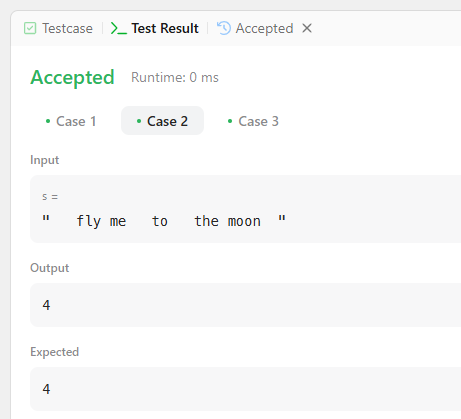 Testcase Test Result Accepted
Accepted Runtime: 0 ms
Case 1 Case 2 Case 3
Input
s =
"   fly me   to   the moon  "
Output
4
Expected
4